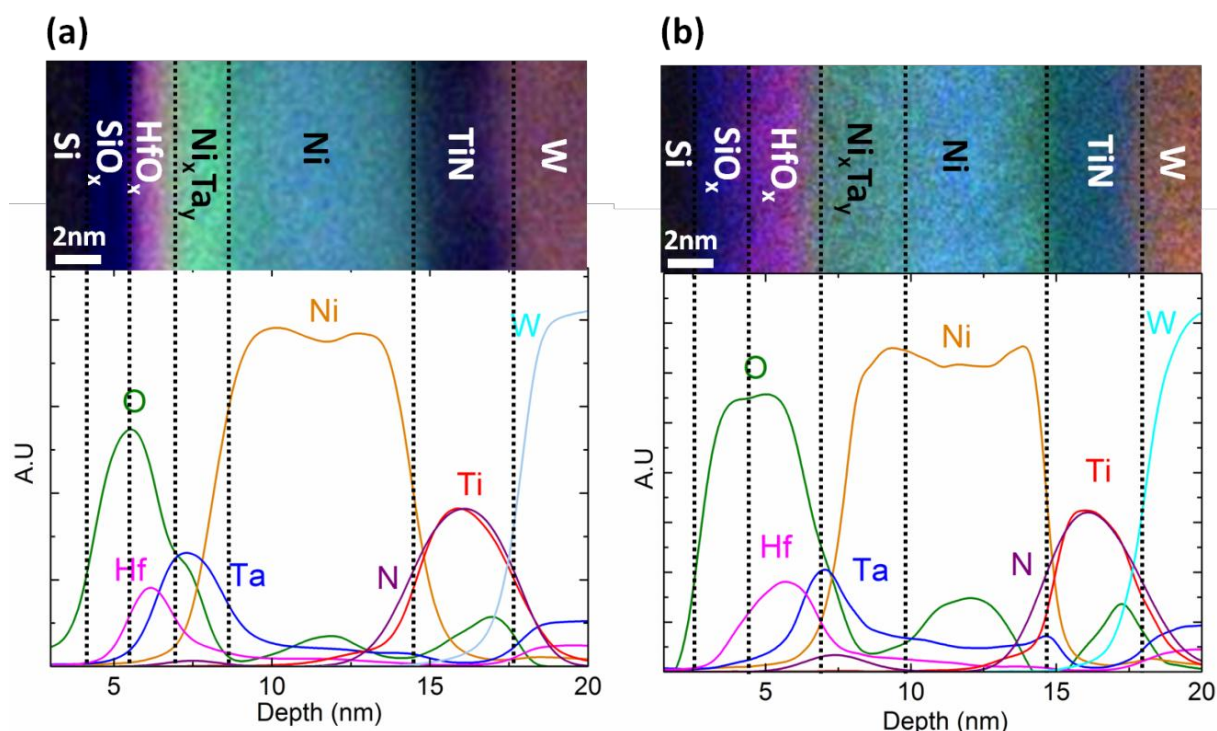 (a)
Si
SiOx
HfOx
NixTay
Ni
TiN
W
2nm
A.U
O
Hf
Ta
Ni
N
Ti
W
5
10
15
20
Depth (nm)
(b)
Si
SiOx
HfOx
NixTay
Ni
TiN
W
2nm
A.U
O
Hf
Ta
Ni
N
Ti
W
5
10
15
20
Depth (nm)